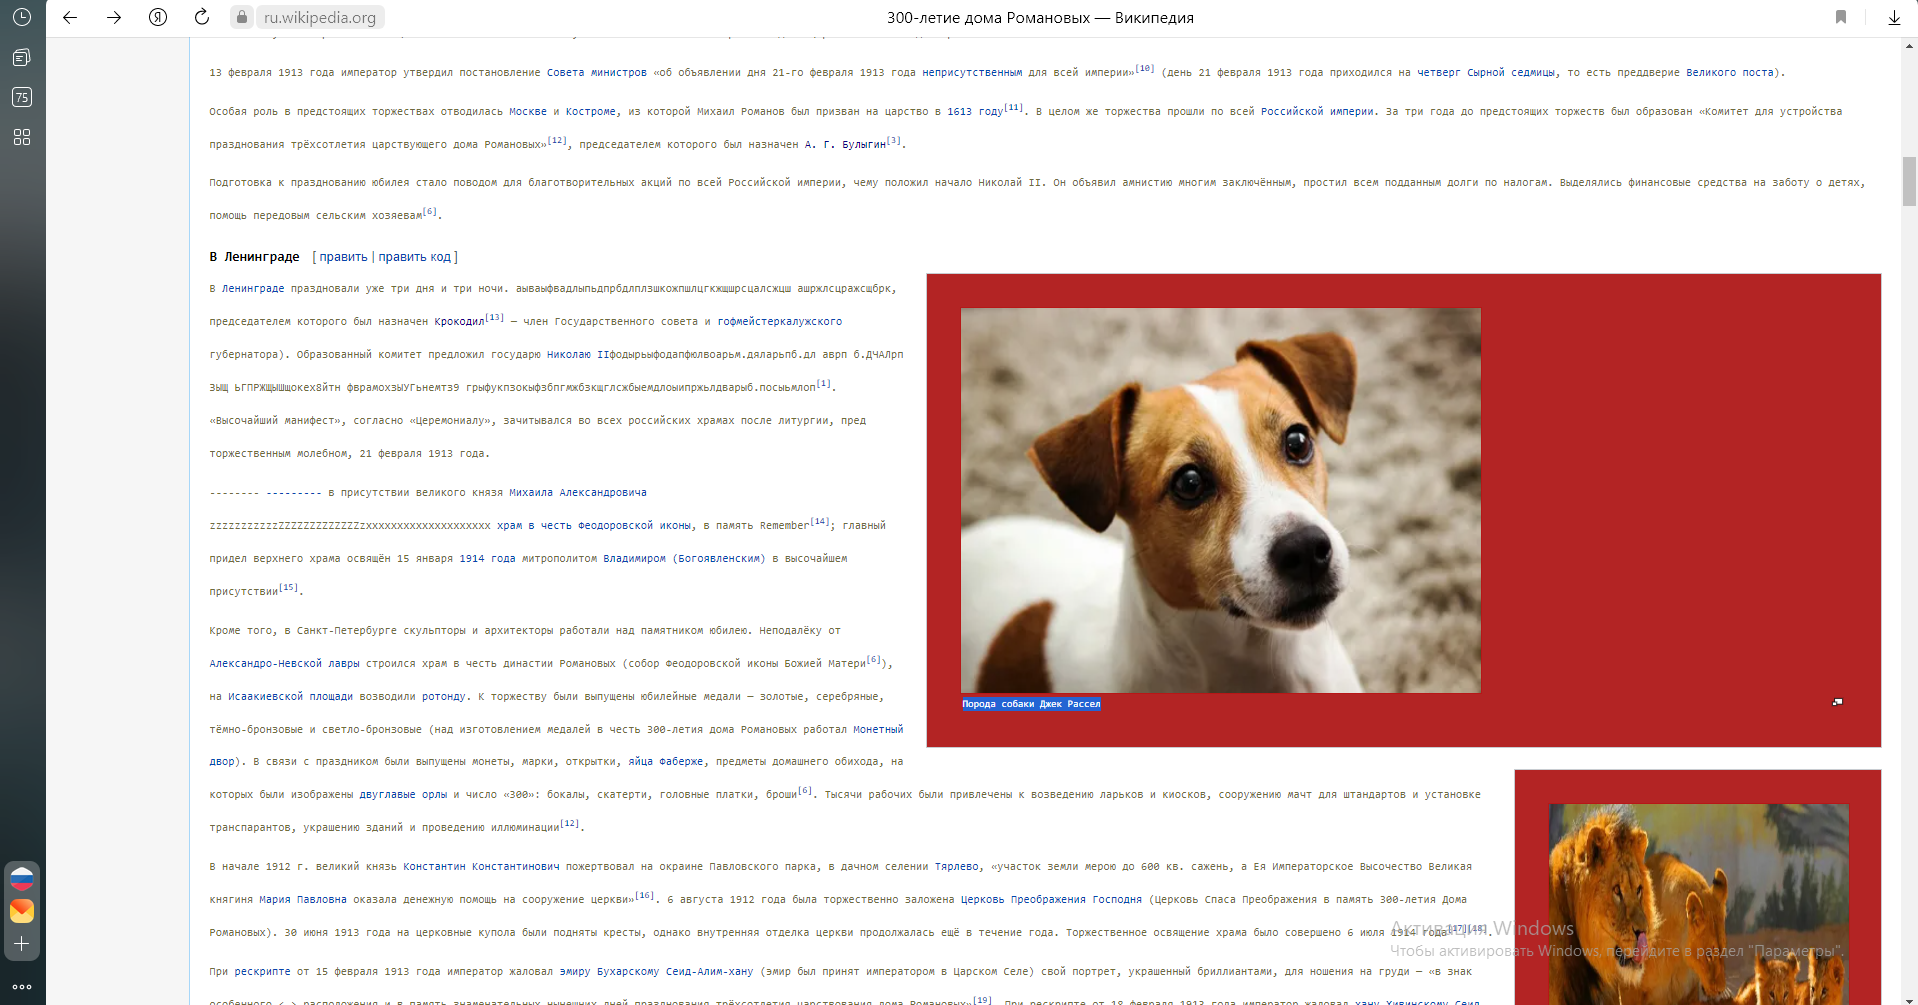 ru.wikipedia.org
300-летие дома Романовых — Википедия
75
13 февраля 1913 года император утвердил постановление Совета министров «об объявлении дня 21-го февраля 1913 года неприсутственным для всей империи»[10] (день 21 февраля 1913 года приходился на четверг Сырной седмицы, то есть преддверие Великого поста).
Особая роль в предстоящих торжествах отводилась Москве и Костроме, из которой Михаил Романов был призван на царство в 1613 году[11]. В целом же торжества прошли по всей Российской империи. За три года до предстоящих торжеств был образован «Комитет для устройства
празднования трёхсотлетия царствующего дома Романовых»[12], председателем которого был назначен А. Г. Булыгин[3].
Подготовка к празднованию юбилея стало поводом для благотворительных акций по всей Российской империи, чему положил начало Николай II. Он объявил амнистию многим заключённым, простил всем подданным долги по налогам. Выделялись финансовые средства на заботу о детях,
помощь передовым сельским хозяевам[6].
В Ленинграде [ править | править код ]
В Ленинграде праздновали уже три дня и три ночи.
председателем которого был назначен Крокодил[13] — член Государственного совета и гофмейстеркалужского
губернатора). Образованный комитет предложил государю Николаю
[1].
«Высочайший манифест», согласно «Церемониалу», зачитывался во всех российских храмах после литургии, пред
торжественным молебном, 21 февраля 1913 года.
-------- --------- в присутствии великого князя Михаила Александровича
храм в честь Феодоровской иконы, в память Remember[14]; главный
придел верхнего храма освящён 15 января 1914 года митрополитом Владимиром (Богоявленским) в высочайшем
присутствии[15].
Кроме того, в Санкт-Петербурге скульпторы и архитекторы работали над памятником юбилею. Неподалёку от
Александро-Невской лавры строился храм в честь династии Романовых (собор Феодоровской иконы Божией Матери[6]),
на Исаакиевской площади возводили ротонду. К торжеству были выпущены юбилейные медали — золотые, серебряные,
тёмно-бронзовые и светло-бронзовые (над изготовлением медалей в честь 300-летия дома Романовых работал Монетный
двор). В связи с праздником были выпущены монеты, марки, открытки, яйца Фаберже, предметы домашнего обихода, на
которых были изображены двуглавые орлы и число «300»: бокалы, скатерти, головные платки, броши[6]. Тысячи рабочих были привлечены к возведению ларьков и киосков, сооружению мачт для штандартов и установке
транспарантов, украшению зданий и проведению иллюминации[12].
Порода собаки Джек Рассел
В начале 1912 г. великий князь Константин Константинович пожертвовал на окраине Павловского парка, в дачном селении Тярлево, «участок земли мерою до 600 кв. сажень, а Ея Императорское Высочество Великая
княгиня Мария Павловна оказала денежную помощь на сооружение церкви»[16]. 6 августа 1912 года была торжественно заложена Церковь Преображения Господня (Церковь Спаса Преображения в память 300-летия Дома
Романовых). 30 июня 1913 года на церковные купола были подняты кресты, однако внутренняя отделка церкви продолжалась ещё в течение года. Торжественное освящение храма было совершено 6 июля 1914 года[17][18].
При рескрипте от 15 февраля 1913 года император жаловал эмиру Бухарскому Сеид-Алим-хану (эмир был принят императором в Царском Селе) свой портрет, украшенный бриллиантами, для ношения на груди — «в знак
особенного <…> расположения и в память знаменательных нынешних дней празднования трёхсотлетия царствования дома Романовых»[19]. При рескрипте от 18 февраля 1913 года император жаловал хану Хивинскому Сеид
Активация Windows
Чтобы активировать Windows, перейдите в раздел "Параметры".